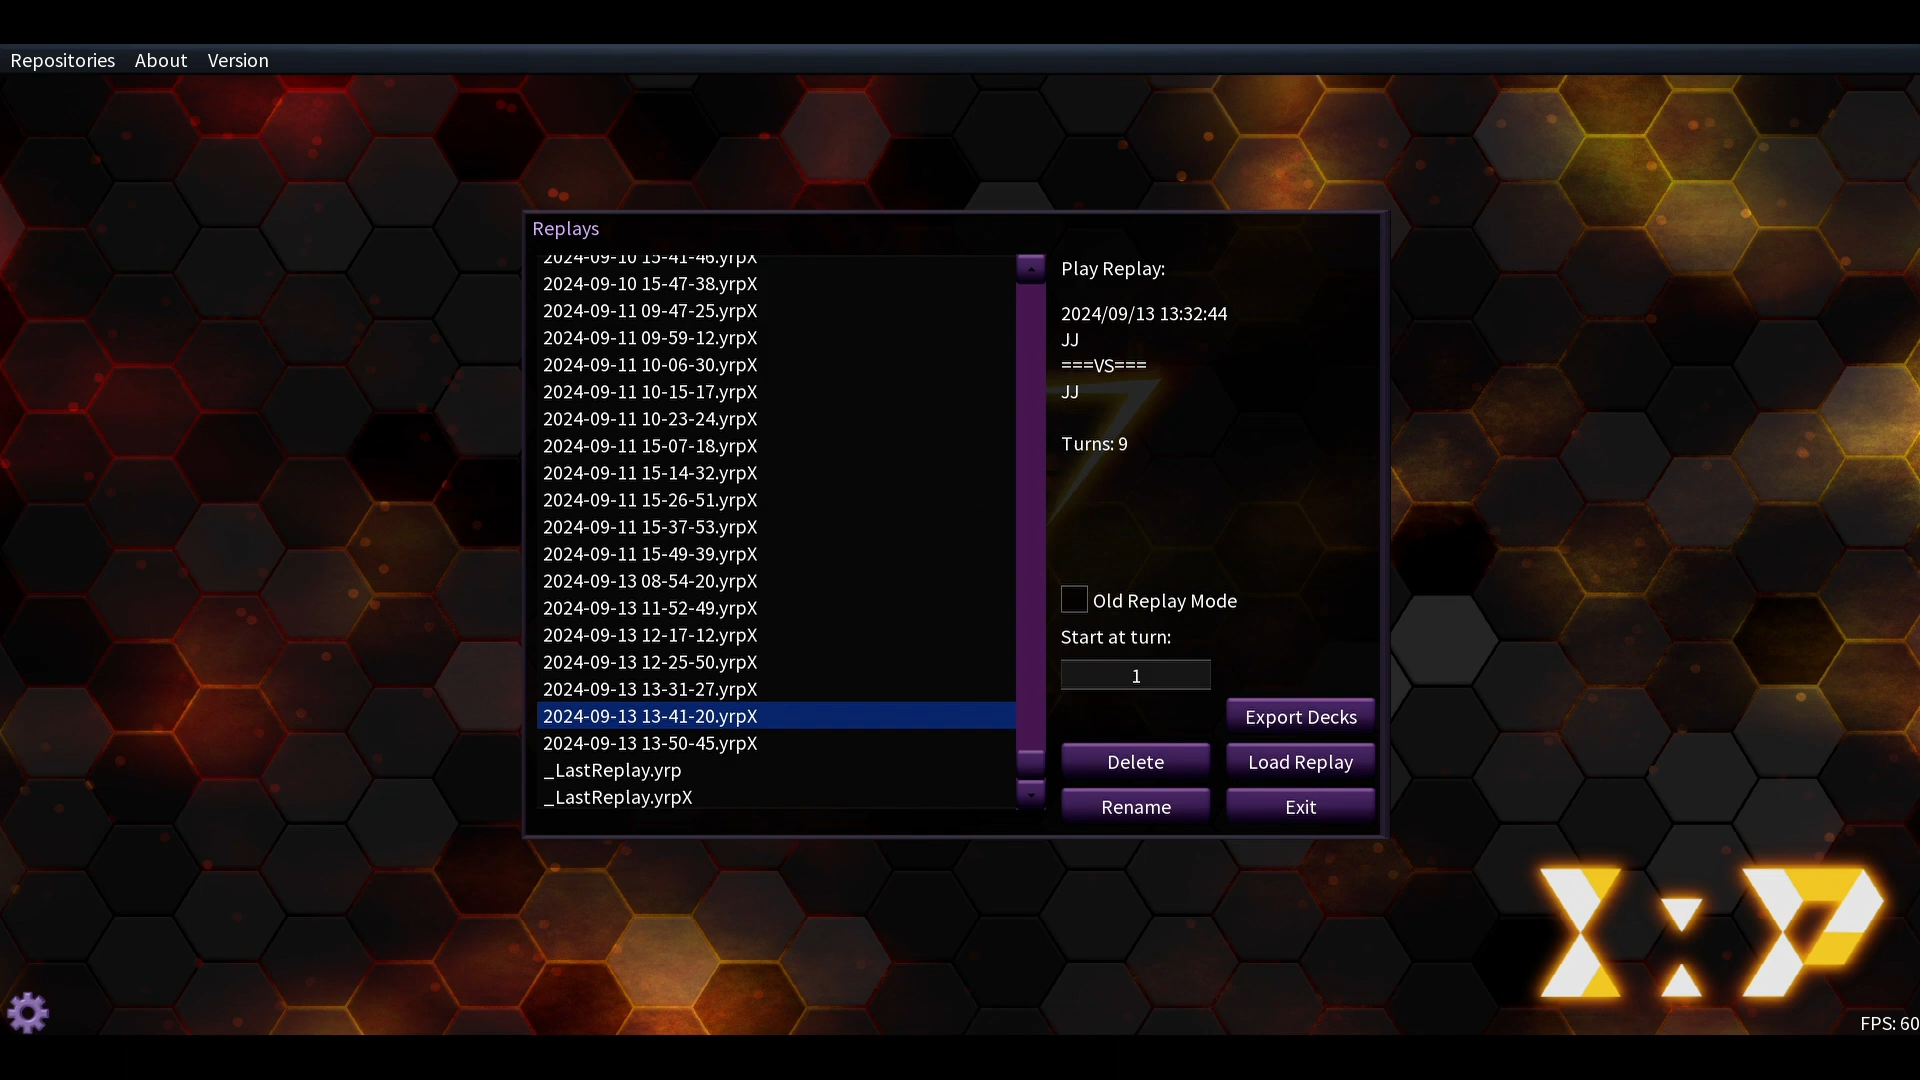 Repositories About Version
Replays
2024-09-10 15-41-46.yrpX
2024-09-10 15-47-38.yrpX
2024-09-11 09-47-25.yrpX
2024-09-11 09-59-12.yrpX
2024-09-11 10-06-30.yrpX
2024-09-11 10-15-17.yrpX
2024-09-11 10-23-24.yrpX
2024-09-11 15-07-18.yrpX
2024-09-11 15-14-32.yrpX
2024-09-11 15-26-51.yrpX
2024-09-11 15-37-53.yrpX
2024-09-11 15-49-39.yrpX
2024-09-13 08-54-20.yrpX
2024-09-13 11-52-49.yrpX
2024-09-13 12-17-12.yrpX
2024-09-13 12-25-50.yrpX
2024-09-13 13-31-27.yrpX
2024-09-13 13-41-20.yrpX
2024-09-13 13-50-45.yrpX
_LastReplay.yrp
_LastReplay.yrpX
Play Replay:
2024/09/13 13:32:44
JJ
===VS===
JJ
Turns: 9
Old Replay Mode
Start at turn:
1
Export Decks
Delete
Load Replay
Rename
Exit
X:P
FPS: 60